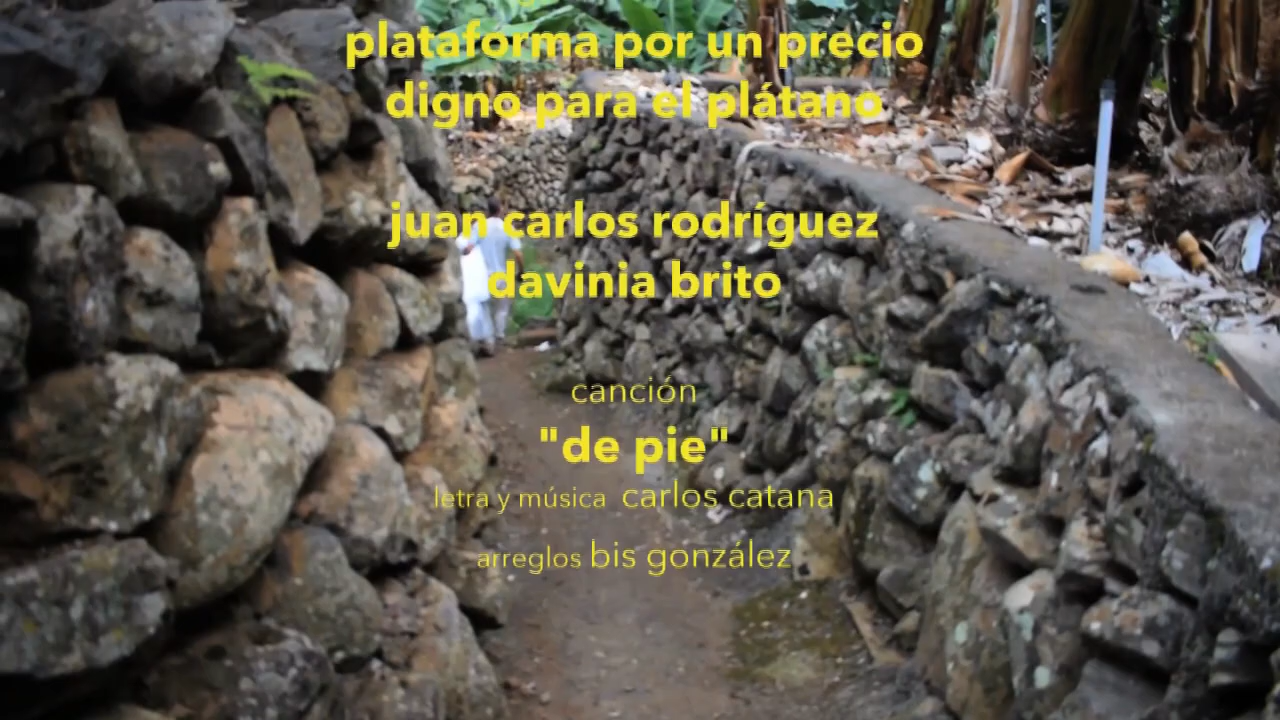 plataforma por un precio
digno para el plátano
juan carlos rodríguez
davinia brito
canción
"de pie"
letra y música carlos catana
arreglos bis gonzález